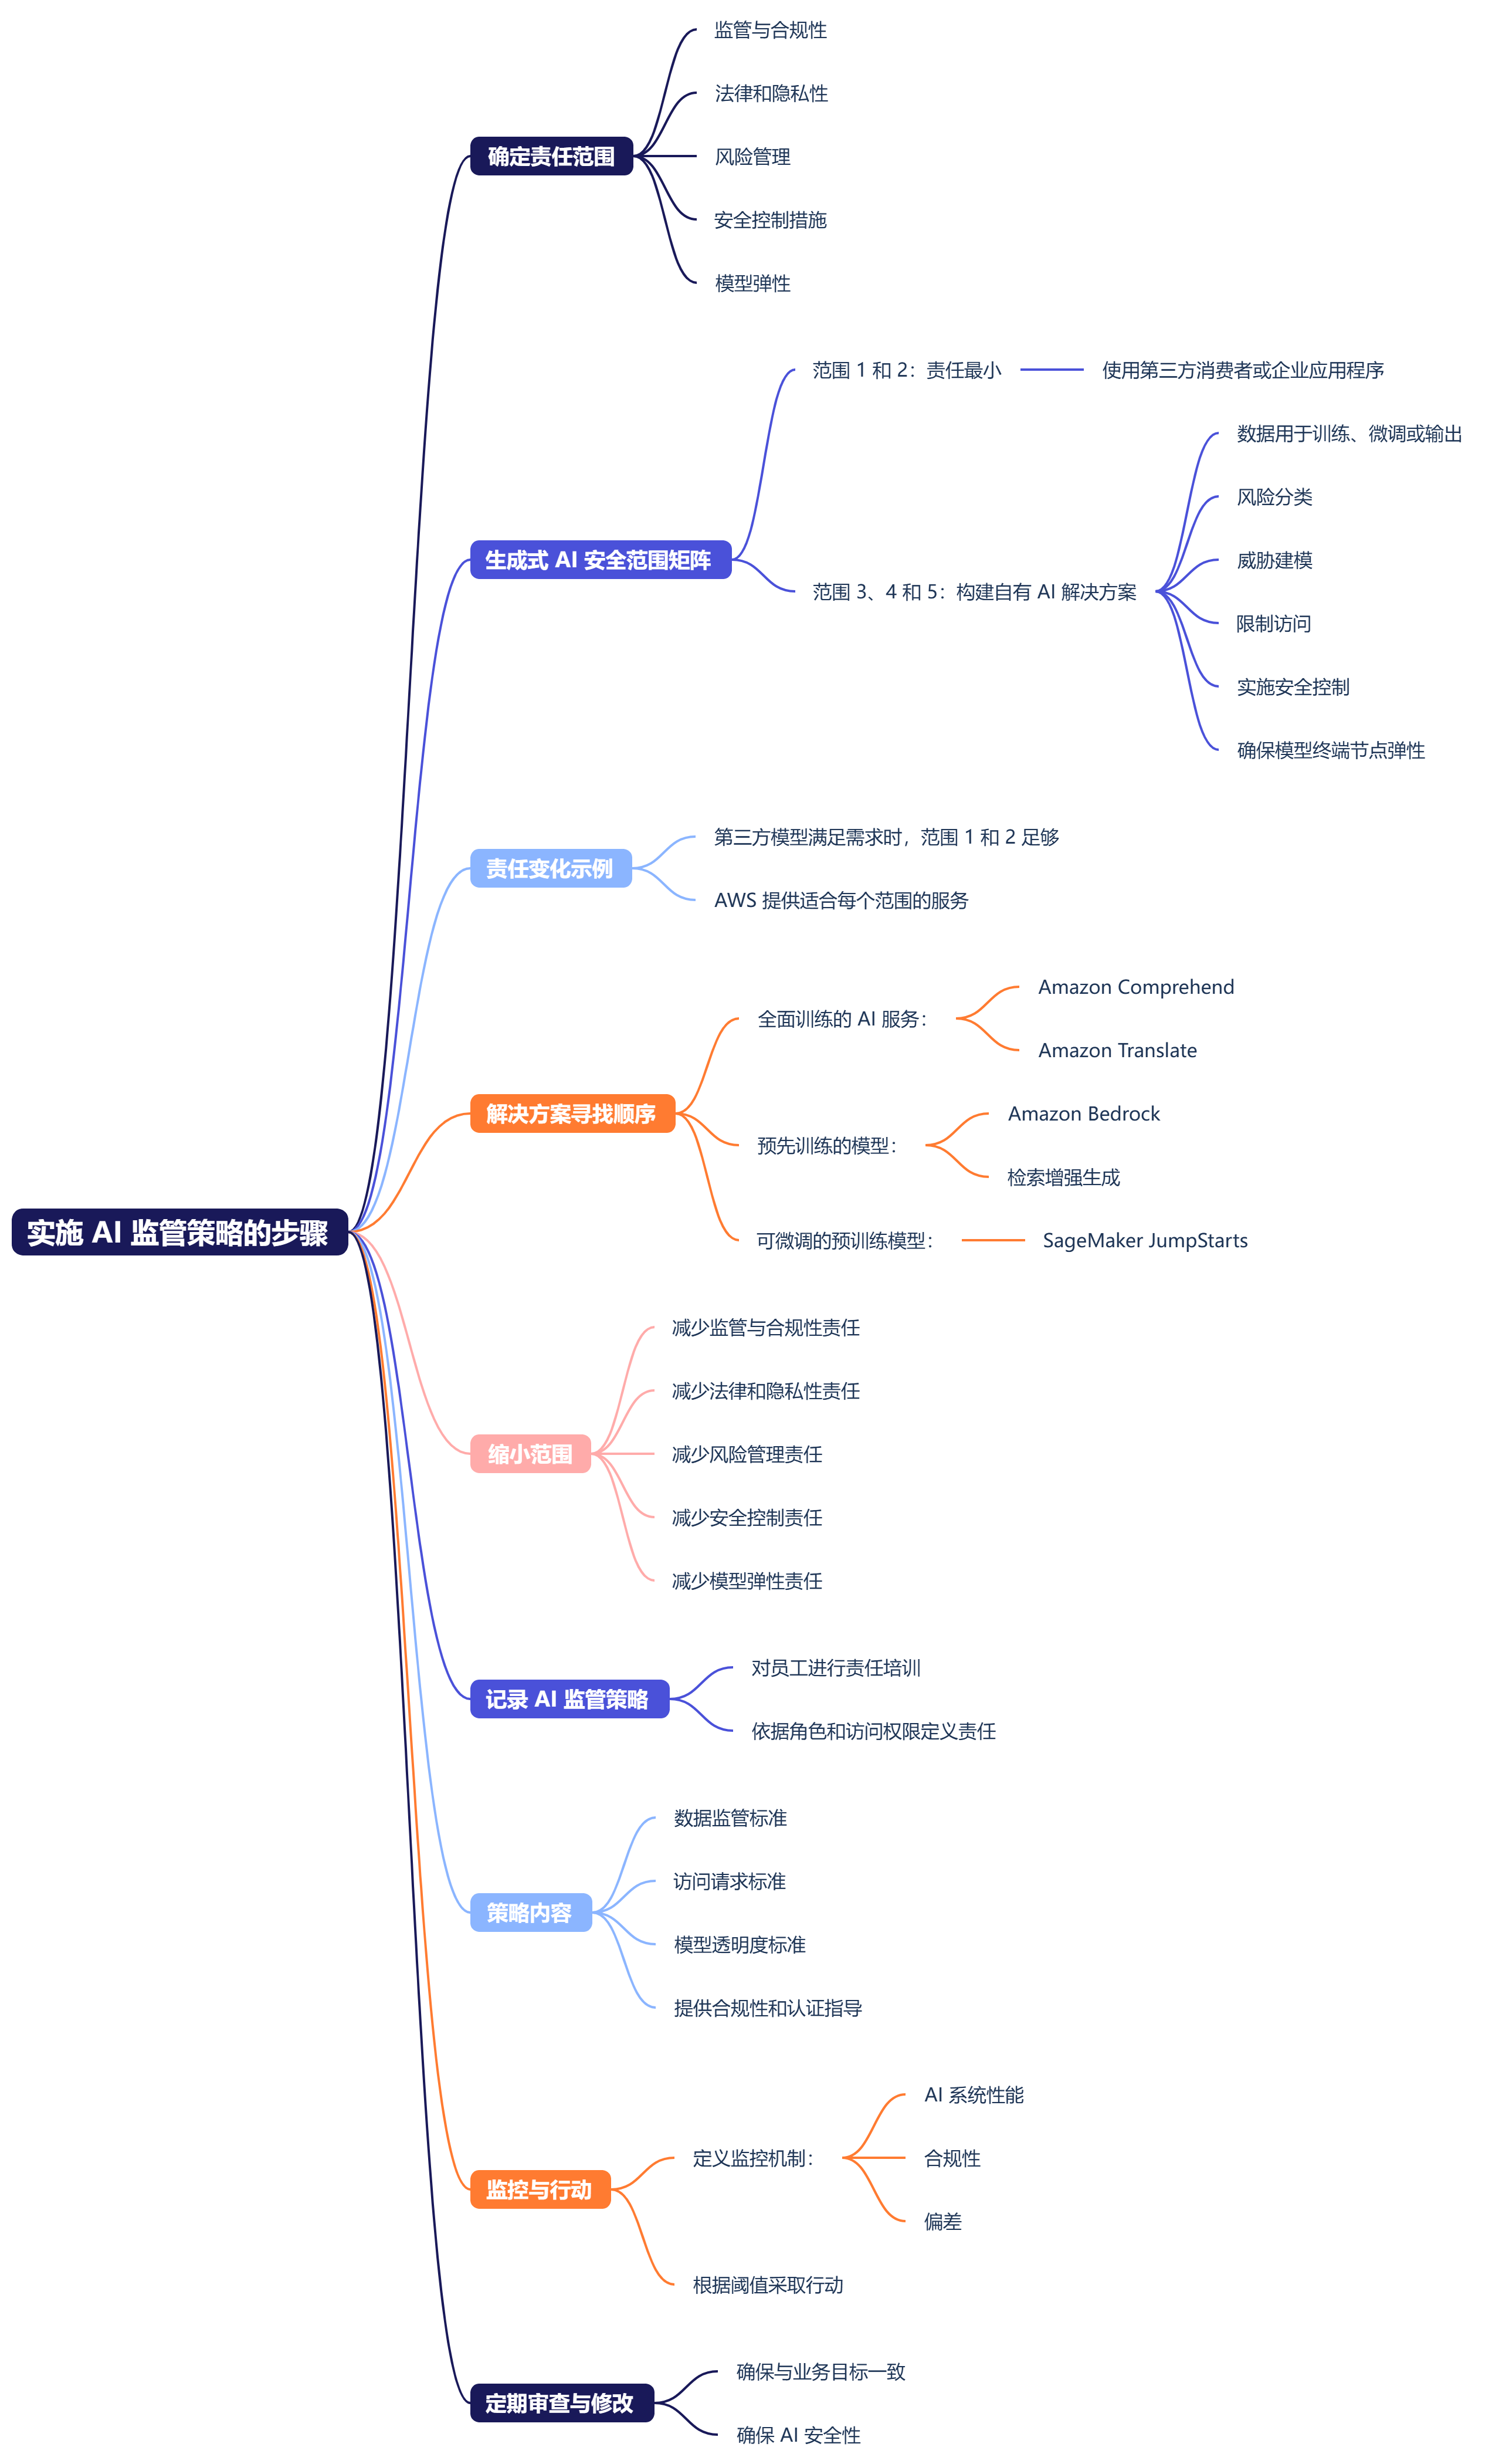 实施 AI 监管策略的步骤
确定责任范围
监管与合规性
法律和隐私性
风险管理
安全控制措施
模型弹性
生成式 AI 安全范围矩阵
范围 1 和 2：责任最小
使用第三方消费者或企业应用程序
范围 3、4 和 5：构建自有 AI 解决方案
数据用于训练、微调或输出
风险分类
威胁建模
限制访问
实施安全控制
确保模型终端节点弹性
责任变化示例
第三方模型满足需求时，范围 1 和 2 足够
AWS 提供适合每个范围的服务
解决方案寻找顺序
全面训练的 AI 服务：
Amazon Comprehend
Amazon Translate
预先训练的模型：
Amazon Bedrock
检索增强生成
可微调的预训练模型：
SageMaker JumpStarts
缩小范围
减少监管与合规性责任
减少法律和隐私性责任
减少风险管理责任
减少安全控制责任
减少模型弹性责任
记录 AI 监管策略
对员工进行责任培训
依据角色和访问权限定义责任
策略内容
数据监管标准
访问请求标准
模型透明度标准
提供合规性和认证指导
监控与行动
定义监控机制：
AI 系统性能
合规性
偏差
根据阈值采取行动
定期审查与修改
确保与业务目标一致
确保 AI 安全性